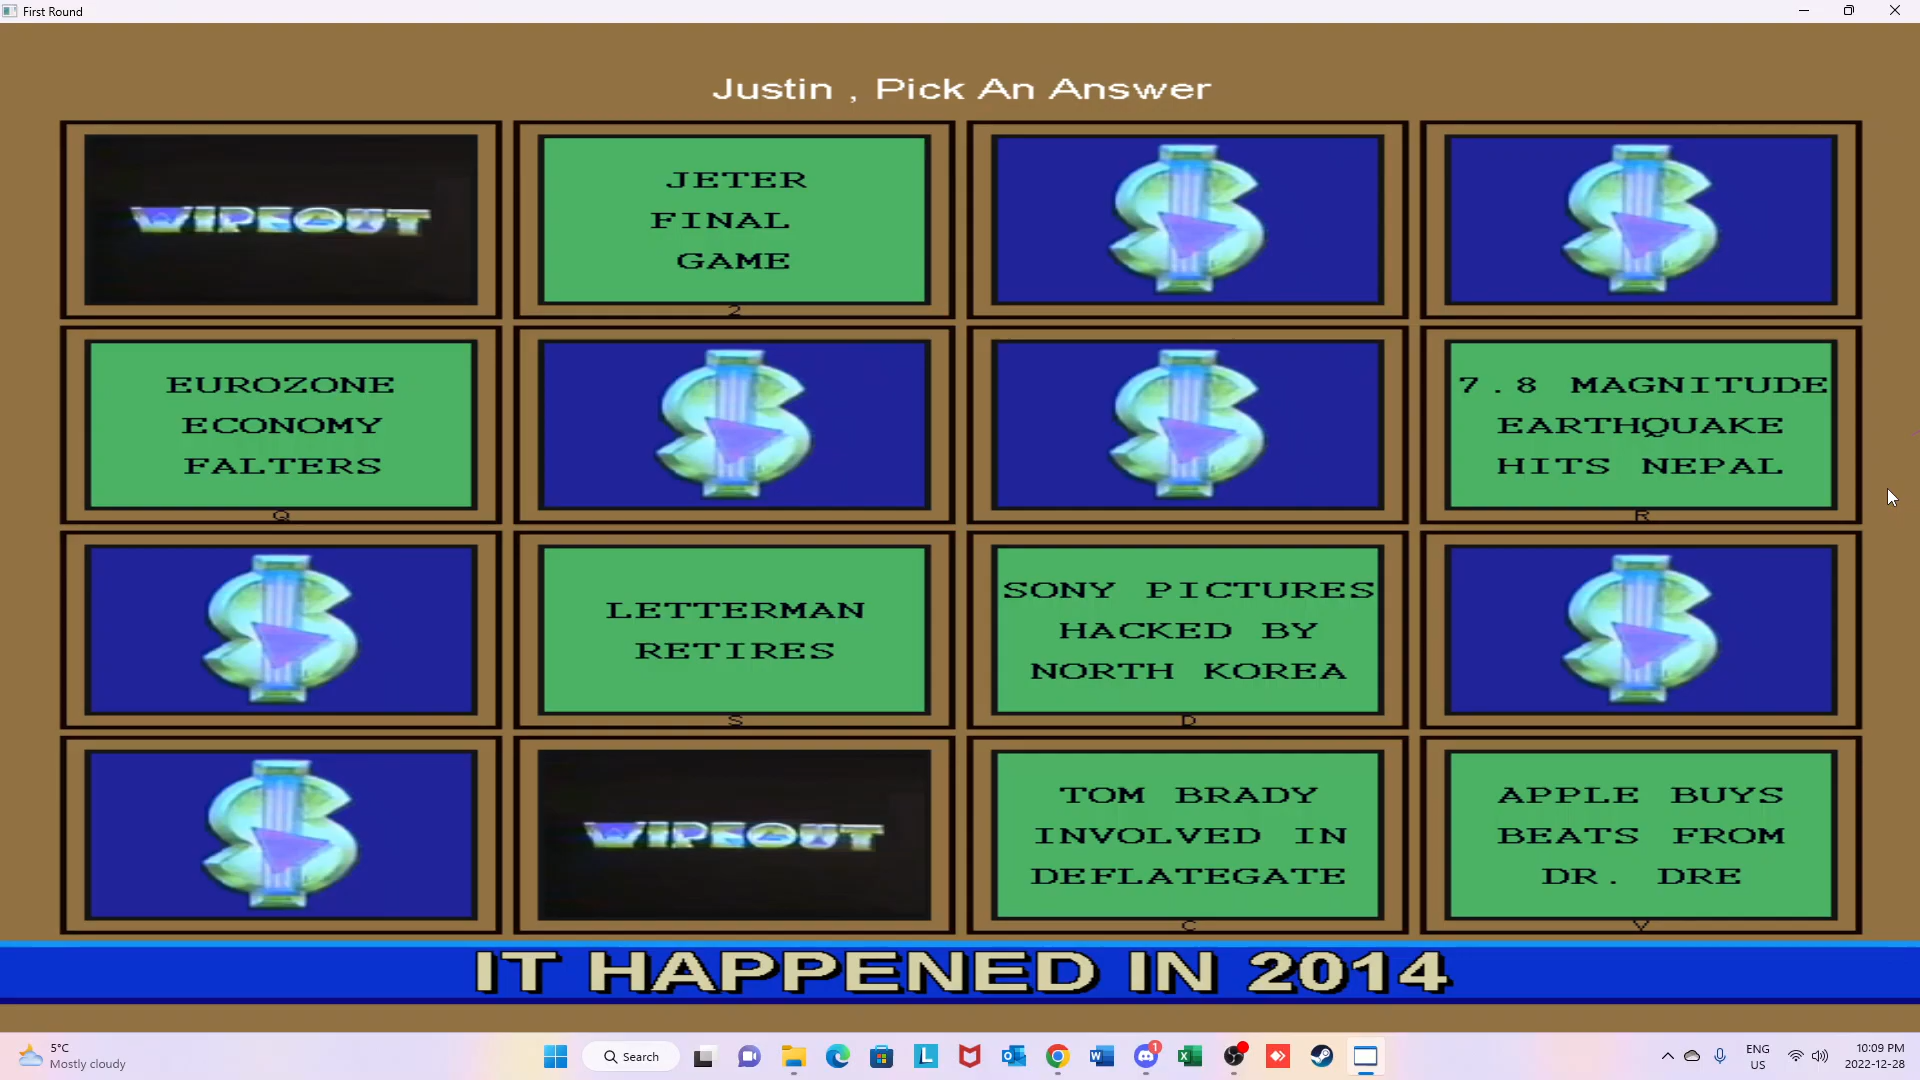 First Round
Justin , Pick An Answer
WIPEOUT
JETER
FINAL
GAME
2
EUROZONE
ECONOMY
FALTERS
Q
7.8 MAGNITUDE
EARTHQUAKE
HITS NEPAL
R
LETTERMAN
RETIRES
S
SONY PICTURES
HACKED BY
NORTH KOREA
D
WIPEOUT
TOM BRADY
INVOLVED IN
DEFLATEGATE
C
APPLE BUYS
BEATS FROM
DR. DRE
V
IT HAPPENED IN 2014
5°C
Mostly cloudy
Search
1
ENG
US
10:09 PM
2022-12-28